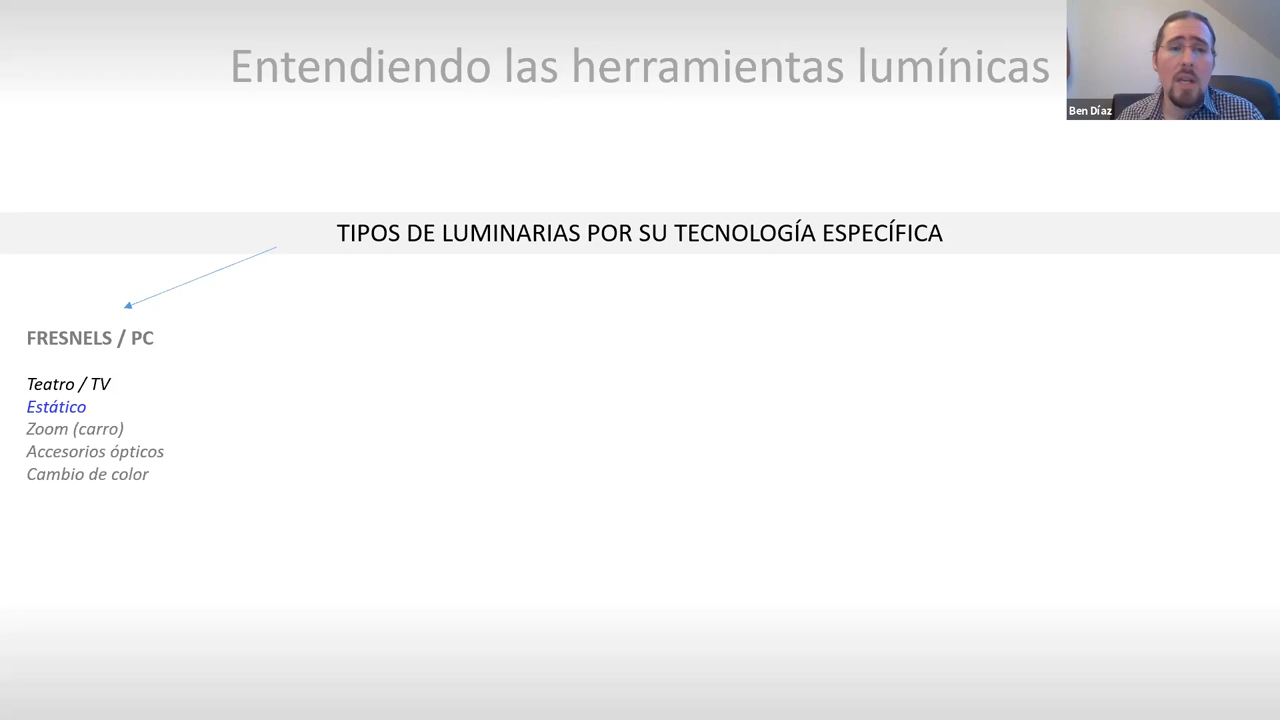 Entendiendo las herramientas lumínicas
Ben Díaz
TIPOS DE LUMINARIAS POR SU TECNOLOGÍA ESPECÍFICA
FRESNELS / PC
Teatro / TV
Estático
Zoom (carro)
Accesorios ópticos
Cambio de color